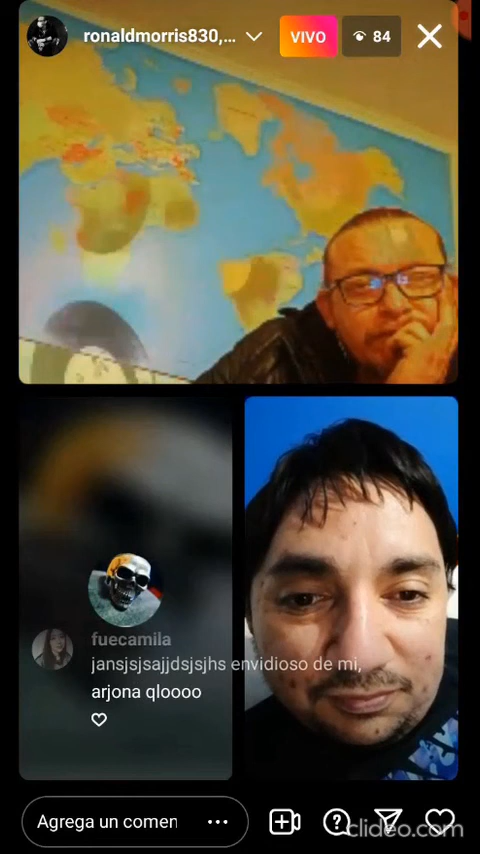 ronaldmorris830,...
VIVO
84
fuecamila
jansjsjsajjdsjsjhs envidioso de mi,
arjona qloooo
Agrega un comen
clideo.com